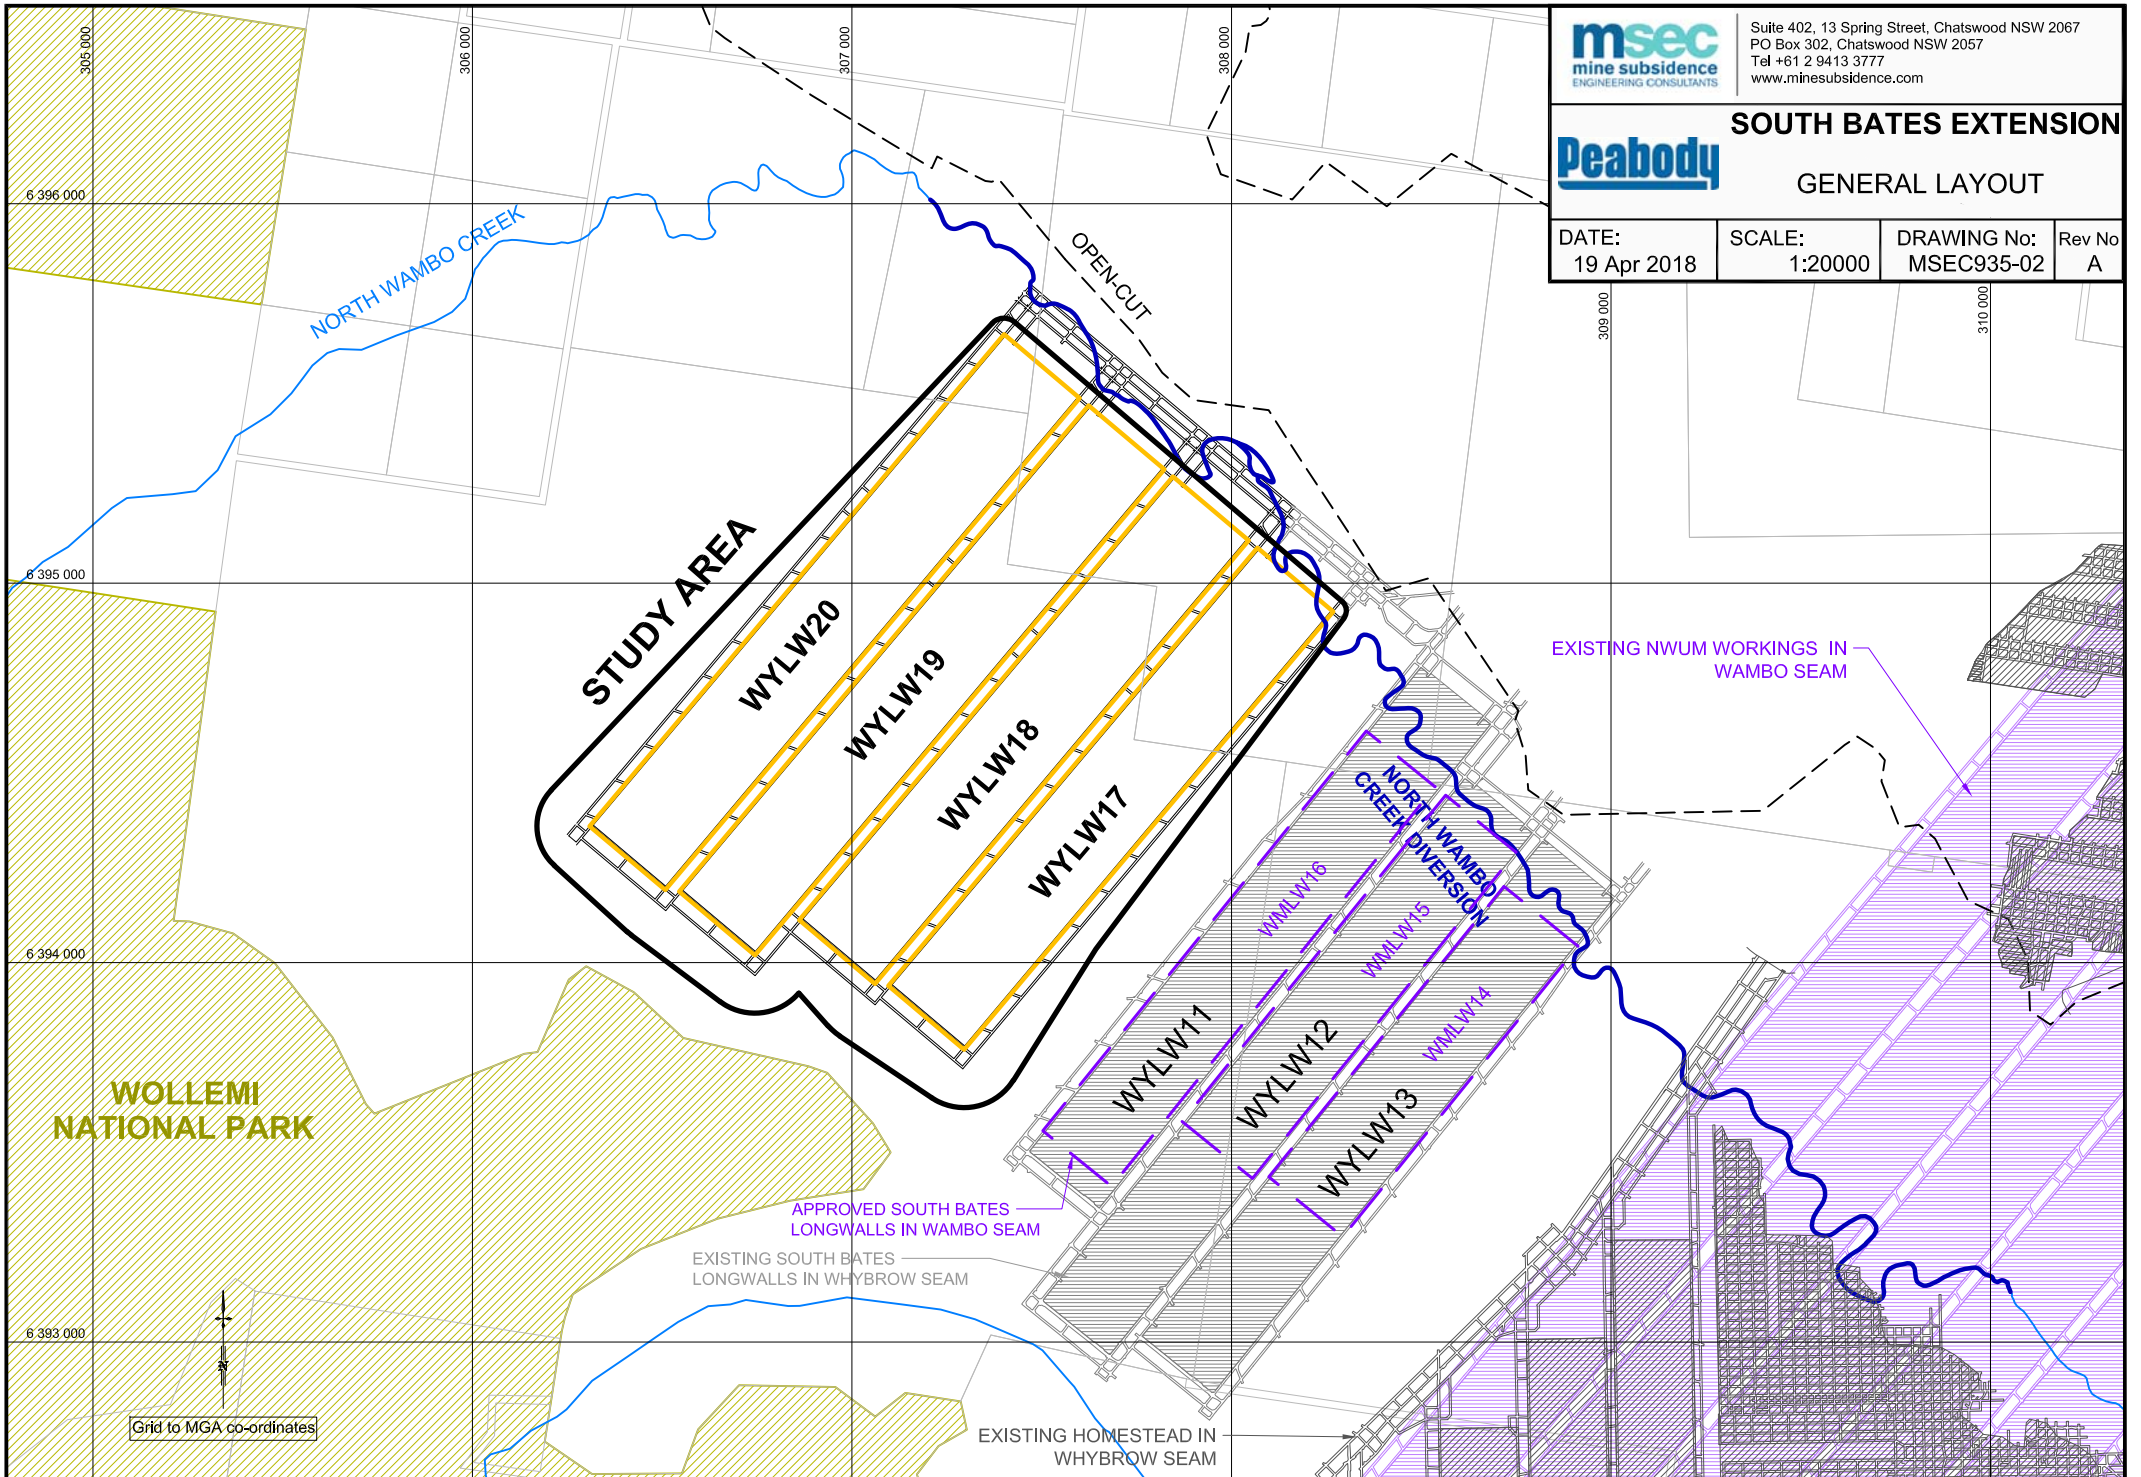 msec
mine subsidence
ENGINEERING CONSULTANTS
Suite 402, 13 Spring Street, Chatswood NSW 2067
PO Box 302, Chatswood NSW 2057
Tel +61 2 9413 3777
www.minesubsidence.com
Peabody
SOUTH BATES EXTENSION
GENERAL LAYOUT
DATE:
19 Apr 2018
SCALE:
1:20000
DRAWING No:
MSEC935-02
Rev No
A
305 000
306 000
307 000
308 000
309 000
310 000
6 396 000
6 395 000
6 394 000
6 393 000
NORTH WAMBO CREEK
OPEN-CUT
STUDY AREA
WYLW20
WYLW19
WYLW18
WYLW17
EXISTING NWUM WORKINGS IN
WAMBO SEAM
NORTH WAMBO
CREEK DIVERSION
WMLW16
WMLW15
WMLW14
WYLW11
WYLW12
WYLW13
WOLLEMI
NATIONAL PARK
APPROVED SOUTH BATES
LONGWALLS IN WAMBO SEAM
EXISTING SOUTH BATES
LONGWALLS IN WHYBROW SEAM
EXISTING HOMESTEAD IN
WHYBROW SEAM
N
Grid to MGA co-ordinates